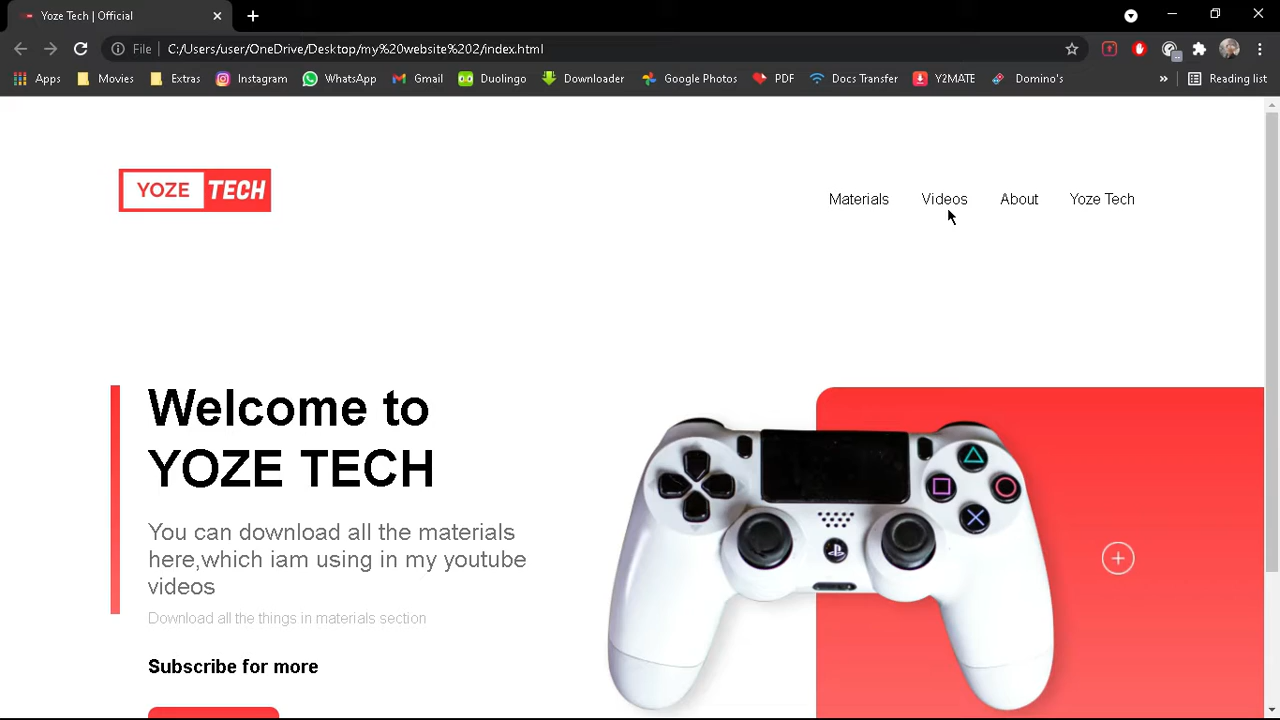 Yoze Tech | Official
File C:/Users/user/OneDrive/Desktop/my%20website%202/index.html
Apps Movies Extras Instagram WhatsApp Gmail Duolingo Downloader Google Photos PDF Docs Transfer Y2MATE Domino's » Reading list
YOZE TECH
Materials Videos About Yoze Tech
Welcome to
YOZE TECH
You can download all the materials
here,which iam using in my youtube
videos
Download all the things in materials section
Subscribe for more